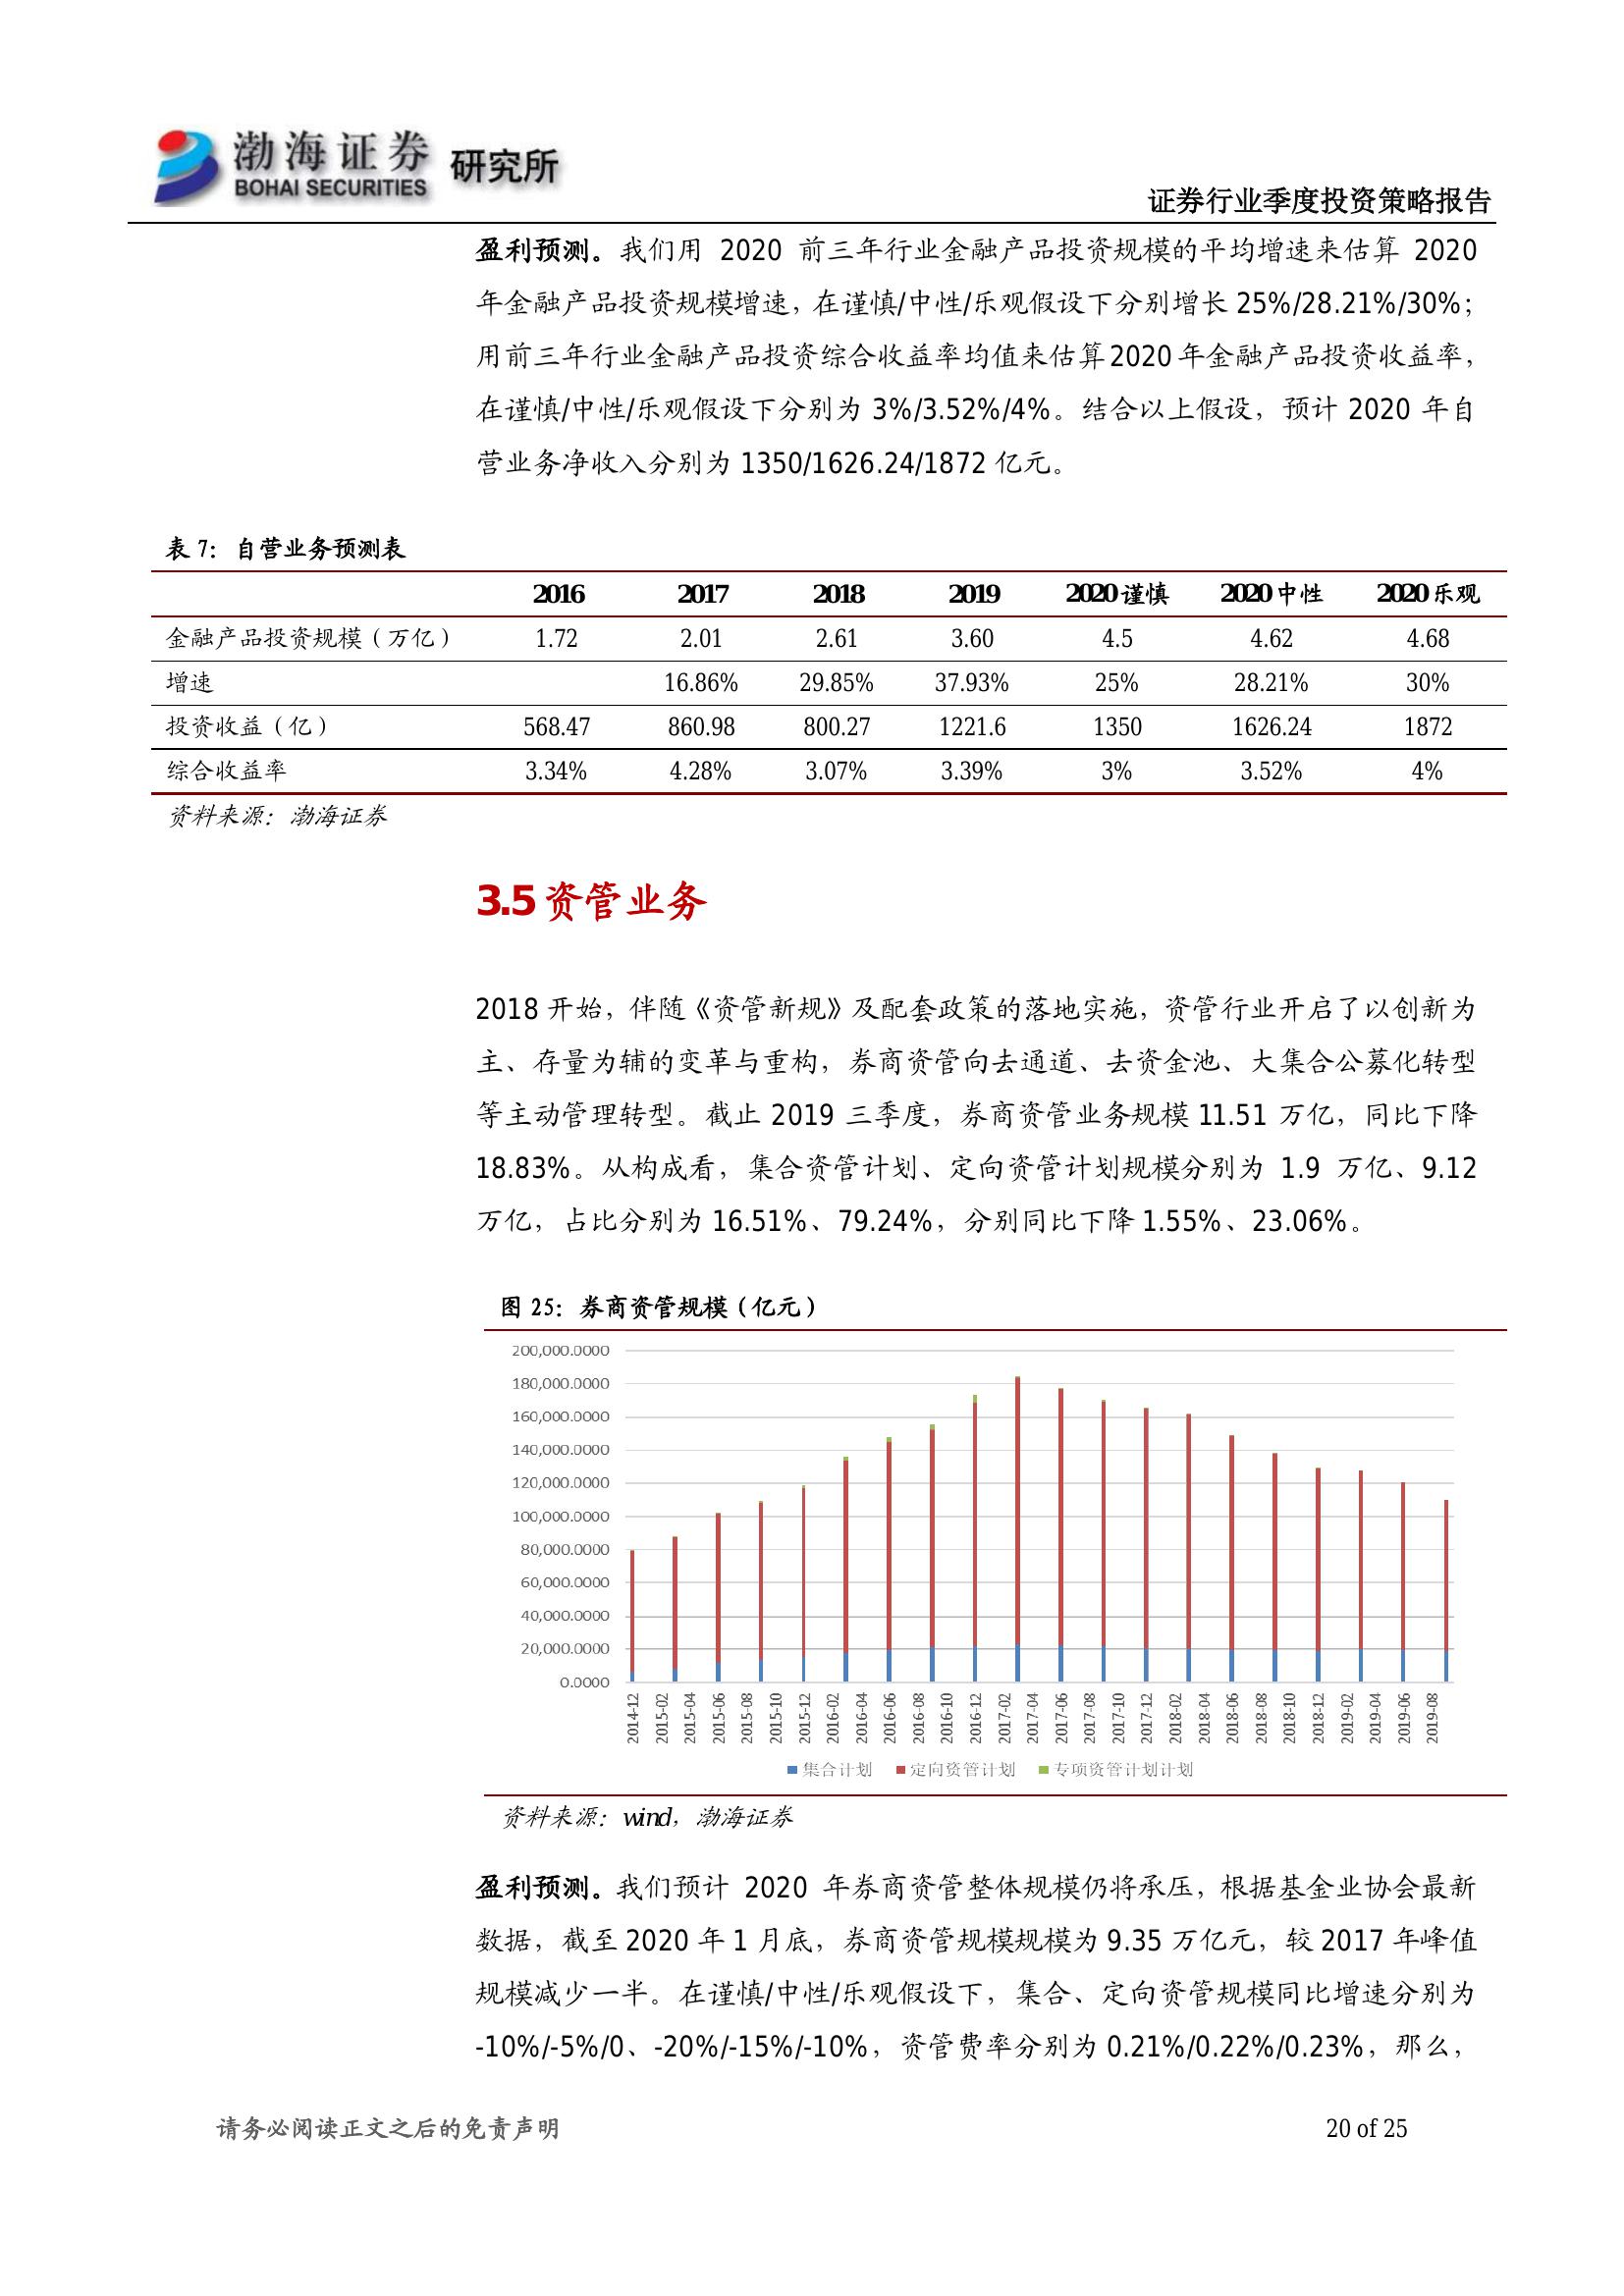 渤海证券 研究所
BOHAI SECURITIES
证券行业季度投资策略报告
盈利预测。我们用 2020 前三年行业金融产品投资规模的平均增速来估算 2020
年金融产品投资规模增速，在谨慎/中性/乐观假设下分别增长 25%/28.21%/30%；
用前三年行业金融产品投资综合收益率均值来估算2020年金融产品投资收益率，
在谨慎/中性/乐观假设下分别为 3%/3.52%/4%。结合以上假设，预计 2020 年自
营业务净收入分别为 1350/1626.24/1872 亿元。
表 7：自营业务预测表
2016 2017 2018 2019 2020谨慎 2020中性 2020乐观
金融产品投资规模（万亿） 1.72 2.01 2.61 3.60 4.5 4.62 4.68
增速 16.86% 29.85% 37.93% 25% 28.21% 30%
投资收益（亿） 568.47 860.98 800.27 1221.6 1350 1626.24 1872
综合收益率 3.34% 4.28% 3.07% 3.39% 3% 3.52% 4%
资料来源：渤海证券
3.5 资管业务
2018 开始，伴随《资管新规》及配套政策的落地实施，资管行业开启了以创新为
主、存量为辅的变革与重构，券商资管向去通道、去资金池、大集合公募化转型
等主动管理转型。截止 2019 三季度，券商资管业务规模 11.51 万亿，同比下降
18.83%。从构成看，集合资管计划、定向资管计划规模分别为 1.9 万亿、9.12
万亿，占比分别为 16.51%、79.24%，分别同比下降 1.55%、23.06%。
图 25：券商资管规模（亿元）
200,000.0000
180,000.0000
160,000.0000
140,000.0000
120,000.0000
100,000.0000
80,000.0000
60,000.0000
40,000.0000
20,000.0000
0.0000
2014-12 2015-02 2015-04 2015-06 2015-08 2015-10 2015-12 2016-02 2016-04 2016-06 2016-08 2016-10 2016-12 2017-02 2017-04 2017-06 2017-08 2017-10 2017-12 2018-02 2018-04 2018-06 2018-08 2018-10 2018-12 2019-02 2019-04 2019-06 2019-08
集合计划 定向资管计划 专项资管计划计划
资料来源：wind，渤海证券
盈利预测。我们预计 2020 年券商资管整体规模仍将承压，根据基金业协会最新
数据，截至 2020 年 1 月底，券商资管规模规模为 9.35 万亿元，较 2017 年峰值
规模减少一半。在谨慎/中性/乐观假设下，集合、定向资管规模同比增速分别为
-10%/-5%/0、-20%/-15%/-10%，资管费率分别为 0.21%/0.22%/0.23%，那么，
请务必阅读正文之后的免责声明 20 of 25